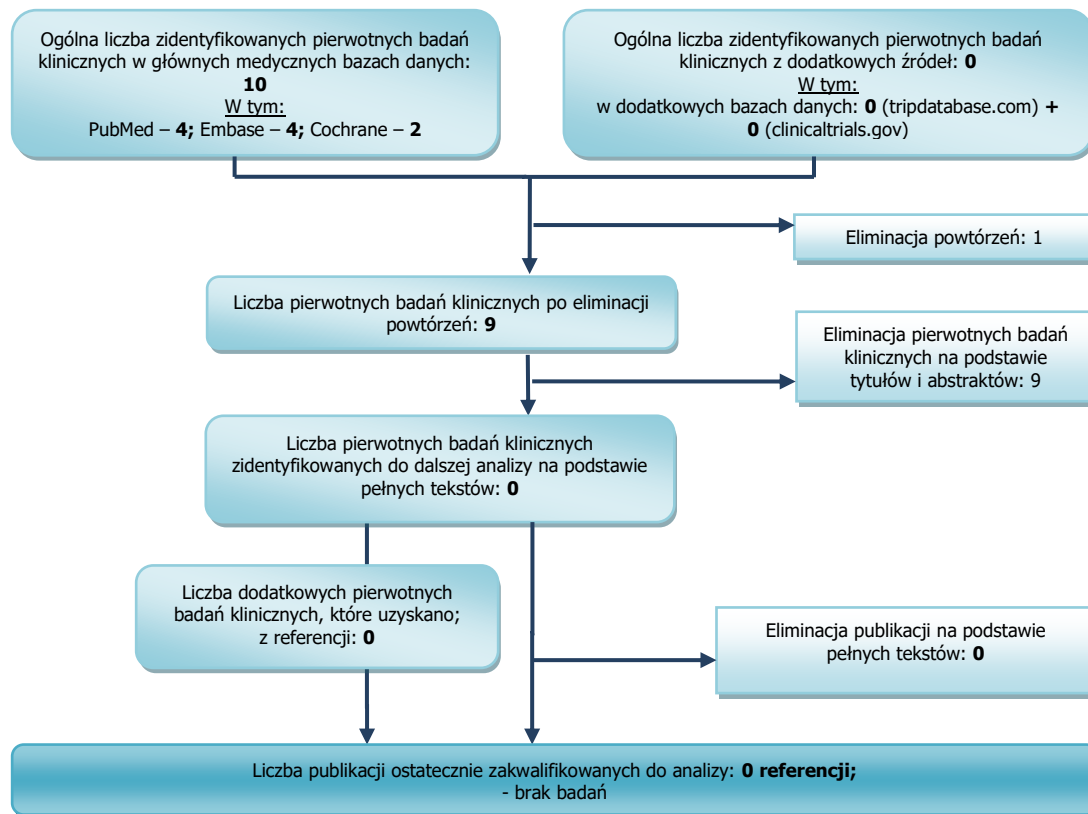 Ogólna liczba zidentyfikowanych pierwotnych badań
klinicznych w głównych medycznych bazach danych:
10
W tym:
PubMed – 4; Embase – 4; Cochrane – 2
Ogólna liczba zidentyfikowanych pierwotnych badań
klinicznych z dodatkowych źródeł: 0
W tym:
w dodatkowych bazach danych: 0 (tripdatabase.com) +
0 (clinicaltrials.gov)
Eliminacja powtórzeń: 1
Liczba pierwotnych badań klinicznych po eliminacji
powtórzeń: 9
Eliminacja pierwotnych badań
klinicznych na podstawie
tytułów i abstraktów: 9
Liczba pierwotnych badań klinicznych
zidentyfikowanych do dalszej analizy na podstawie
pełnych tekstów: 0
Liczba dodatkowych pierwotnych
badań klinicznych, które uzyskano;
z referencji: 0
Eliminacja publikacji na podstawie
pełnych tekstów: 0
Liczba publikacji ostatecznie zakwalifikowanych do analizy: 0 referencji;
- brak badań